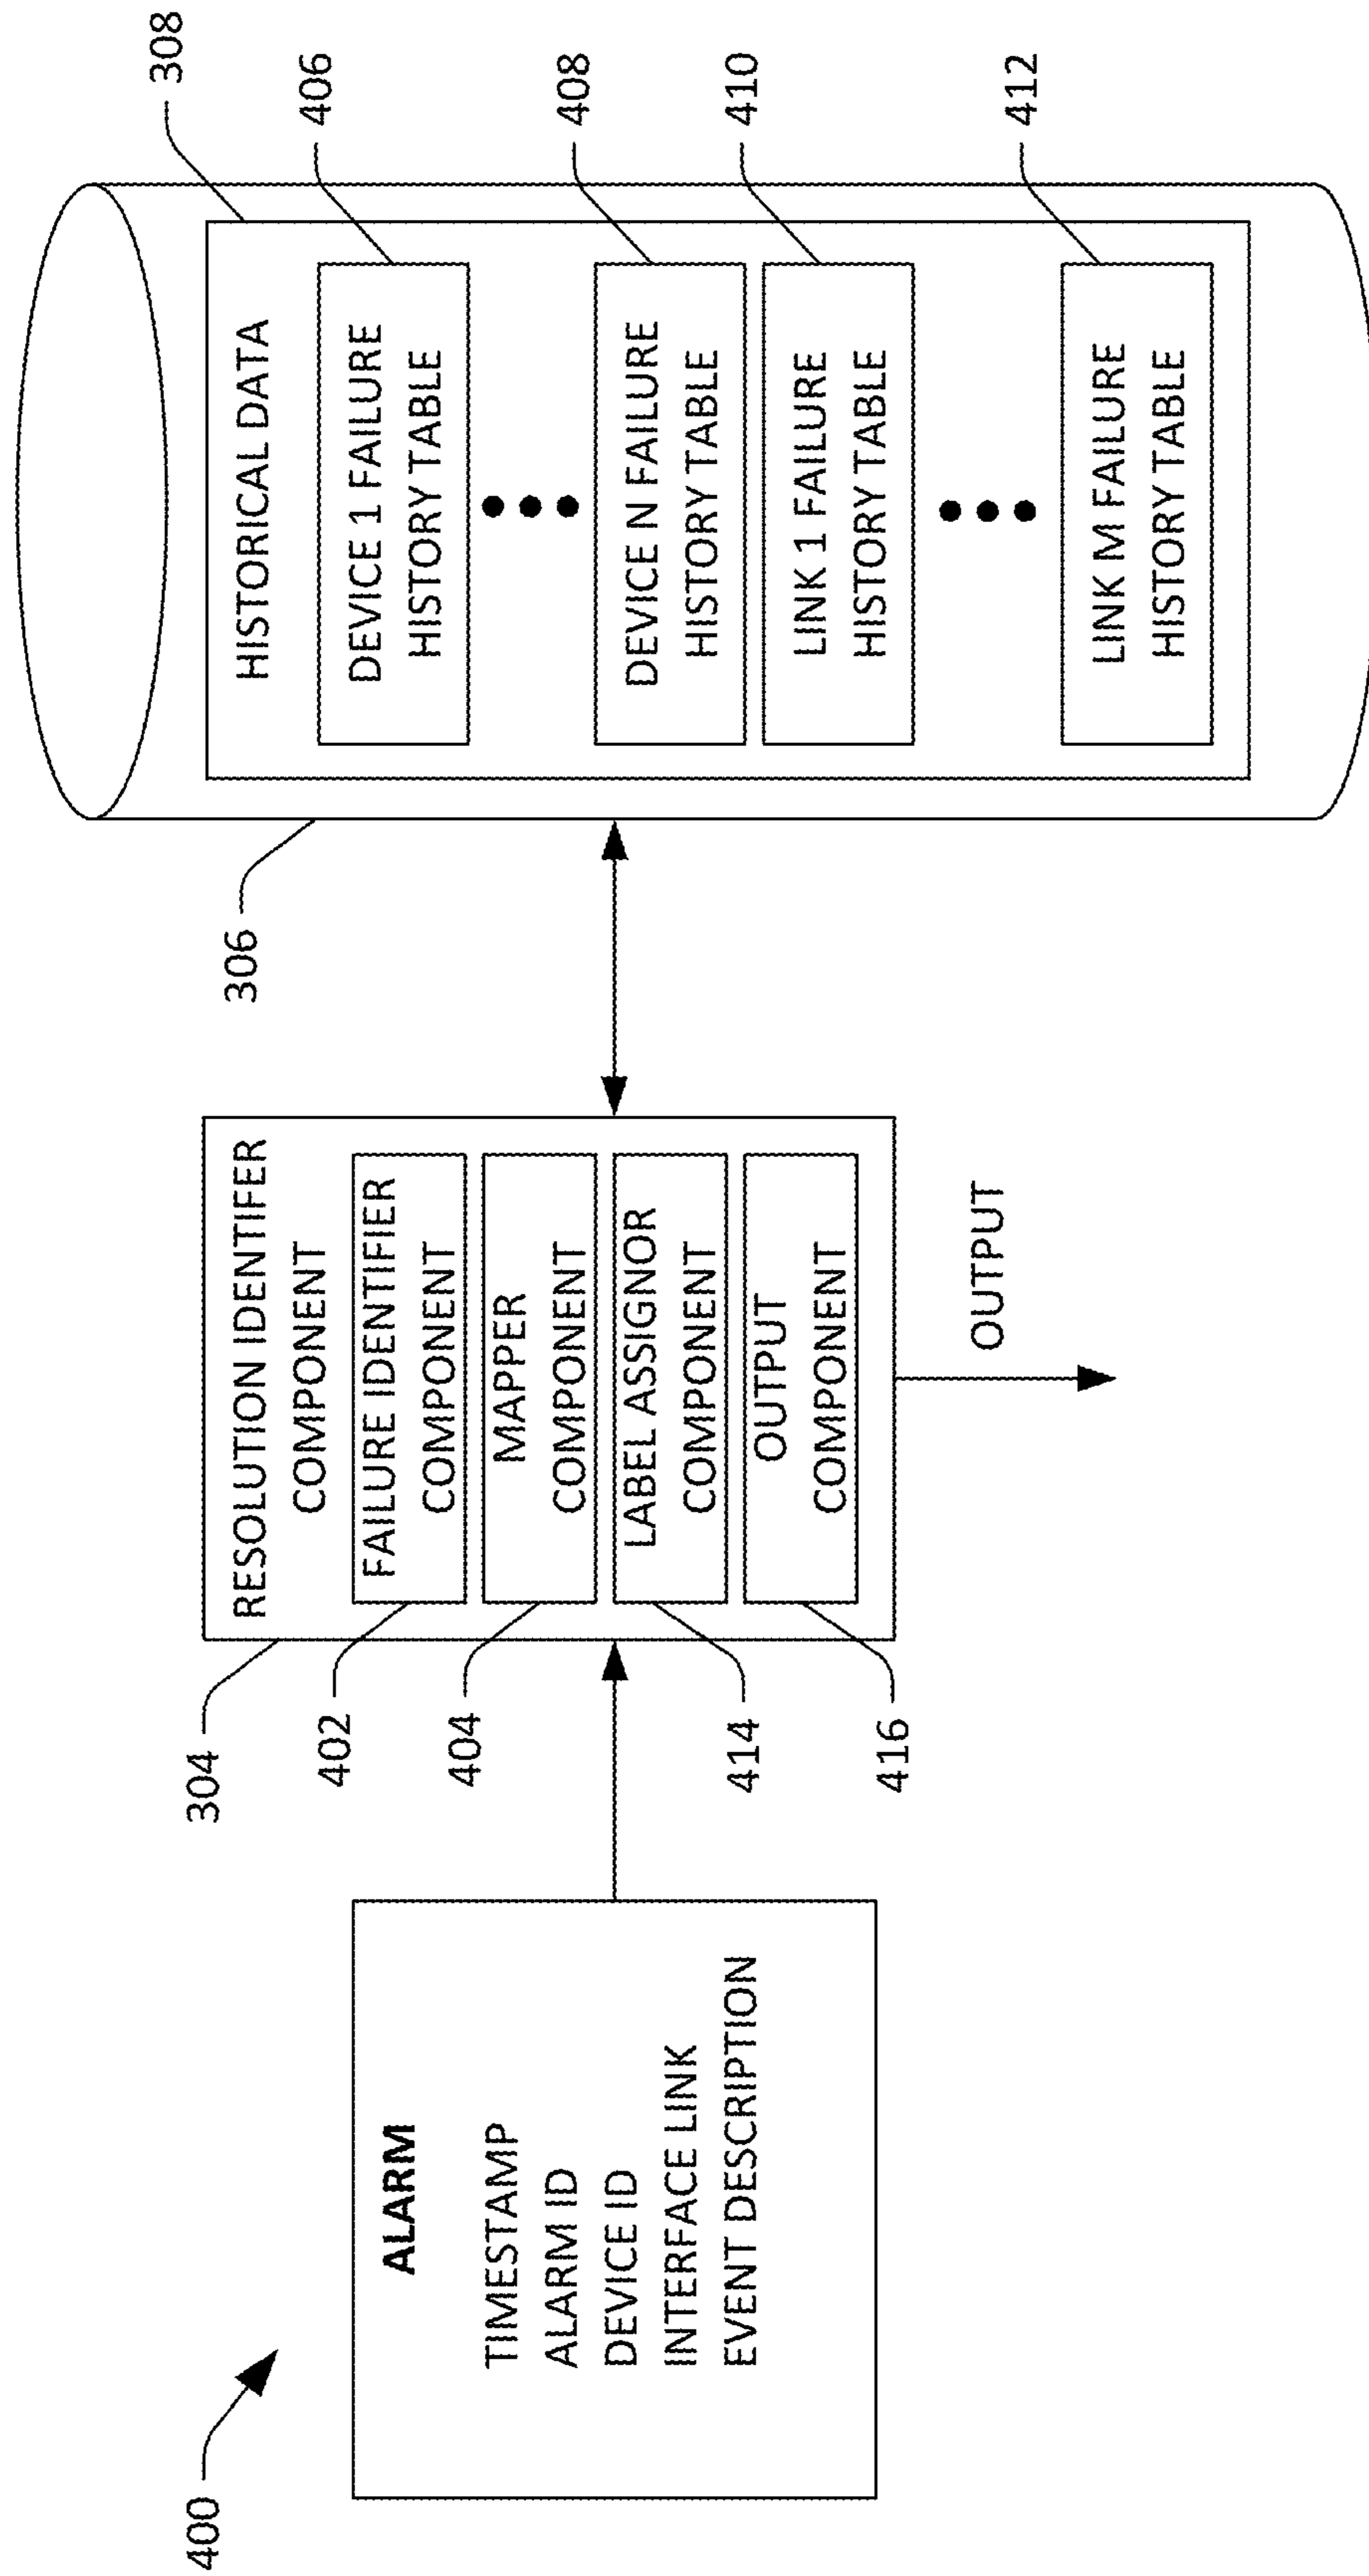 400
ALARM
TIMESTAMP
ALARM ID
DEVICE ID
INTERFACE LINK
EVENT DESCRIPTION
304
RESOLUTION IDENTIFER
COMPONENT
402
FAILURE IDENTIFIER
COMPONENT
404
MAPPER
COMPONENT
414
LABEL ASSIGNOR
COMPONENT
416
OUTPUT
COMPONENT
OUTPUT
306
308
HISTORICAL DATA
406
DEVICE 1 FAILURE
HISTORY TABLE
408
DEVICE N FAILURE
HISTORY TABLE
410
LINK 1 FAILURE
HISTORY TABLE
412
LINK M FAILURE
HISTORY TABLE